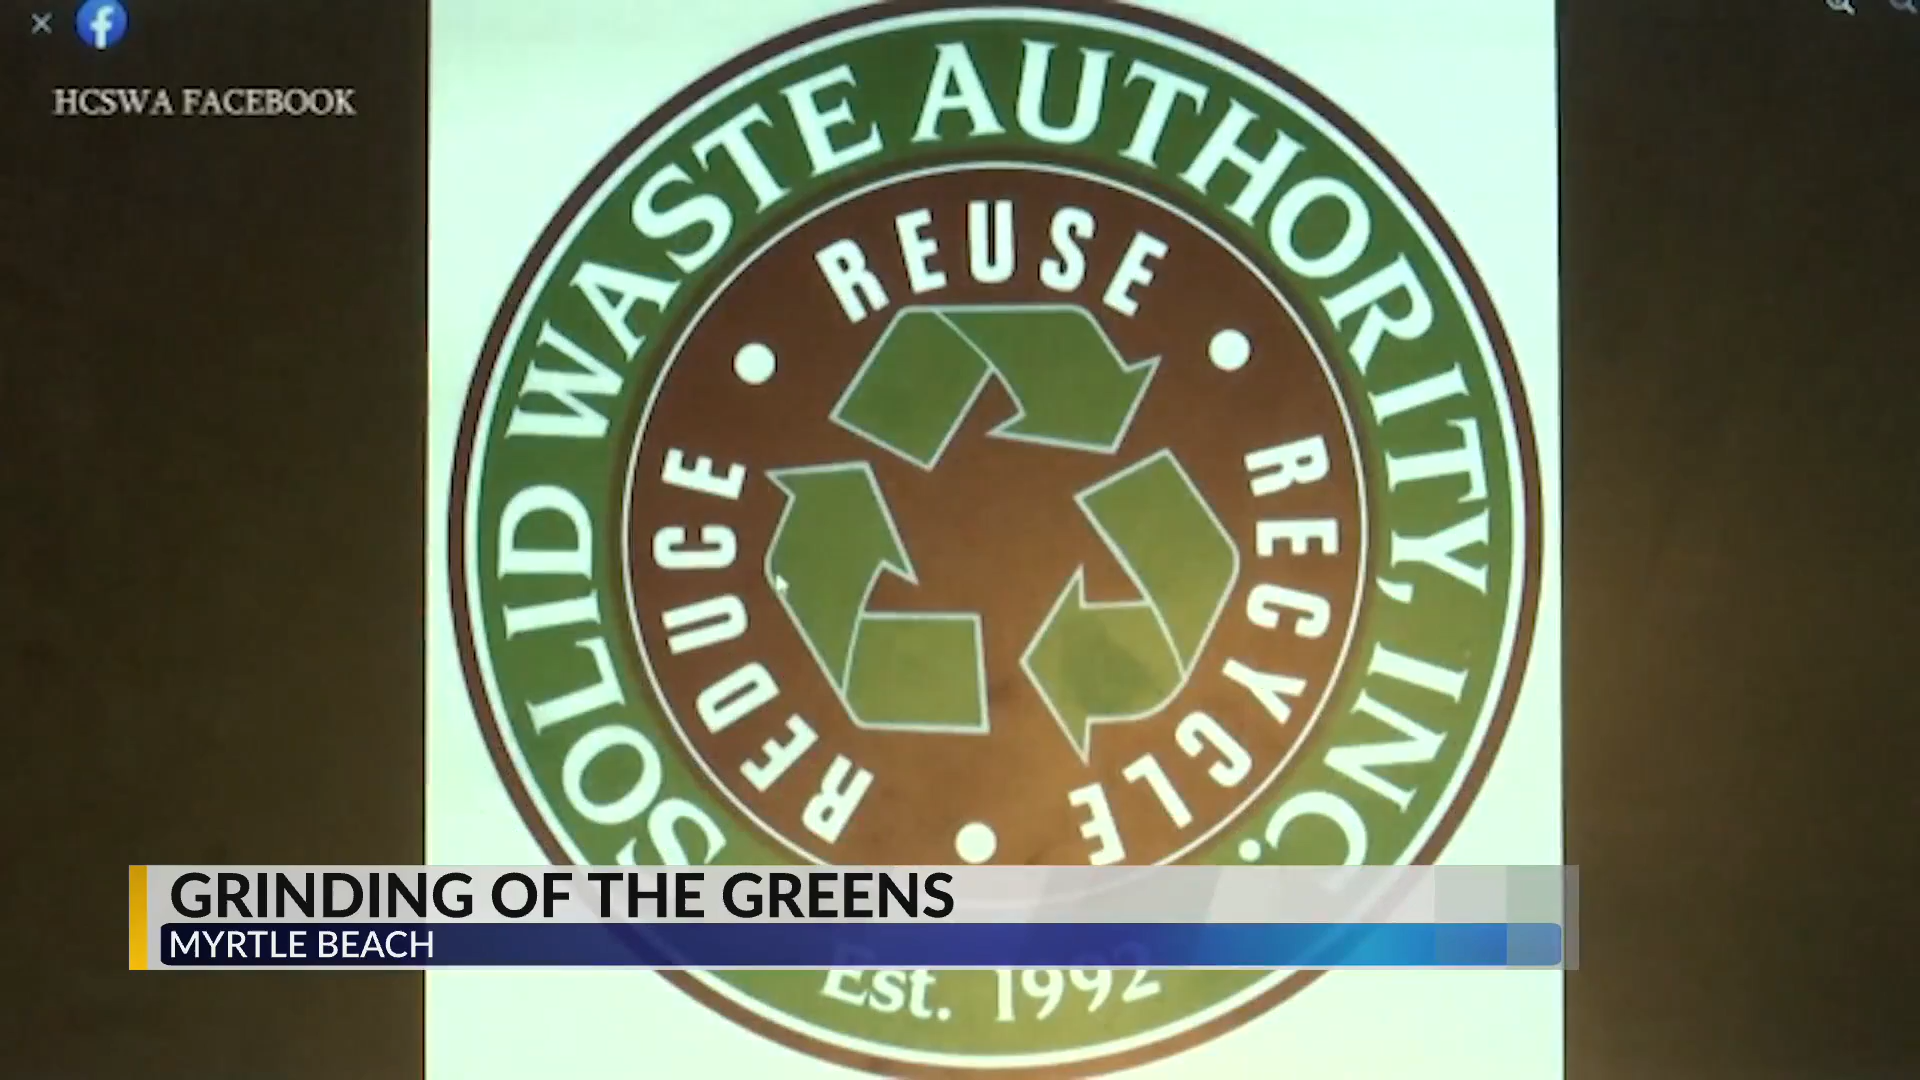 HCSWA FACEBOOK
SOLID WASTE AUTHORITY, INC.
REDUCE • REUSE • RECYCLE •
GRINDING OF THE GREENS
MYRTLE BEACH
Est. 1992